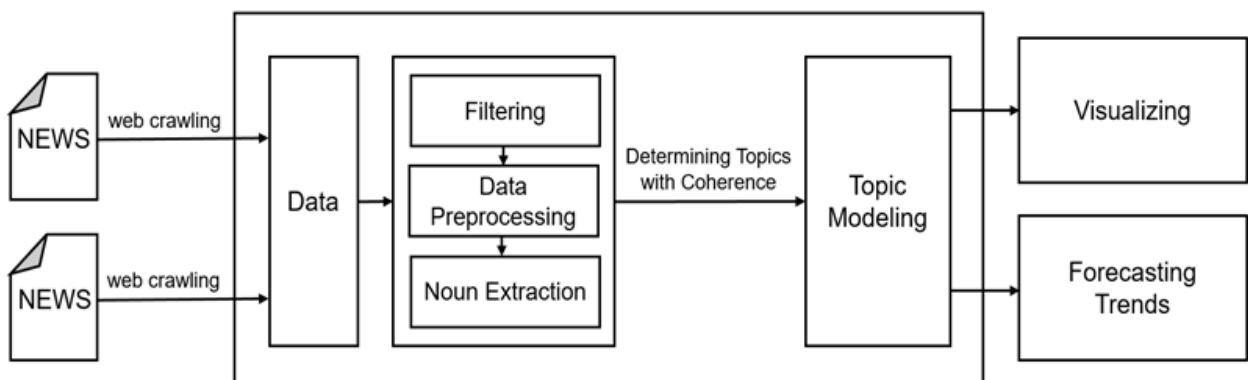 NEWS
web crawling
NEWS
web crawling
Data
Filtering
Data
Preprocessing
Noun Extraction
Determining Topics
with Coherence
Topic
Modeling
Visualizing
Forecasting
Trends